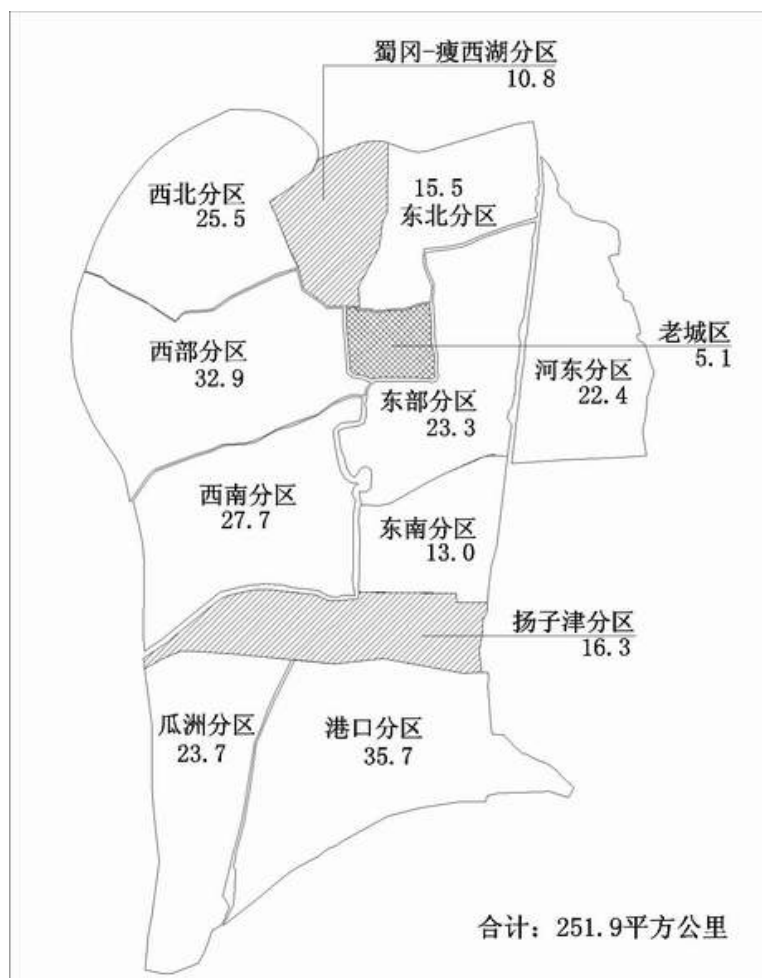 蜀冈-瘦西湖分区
10.8
西北分区
25.5
15.5
东北分区
西部分区
32.9
老城区
5.1
河东分区
22.4
东部分区
23.3
西南分区
27.7
东南分区
13.0
扬子津分区
16.3
瓜洲分区
23.7
港口分区
35.7
合计：251.9平方公里